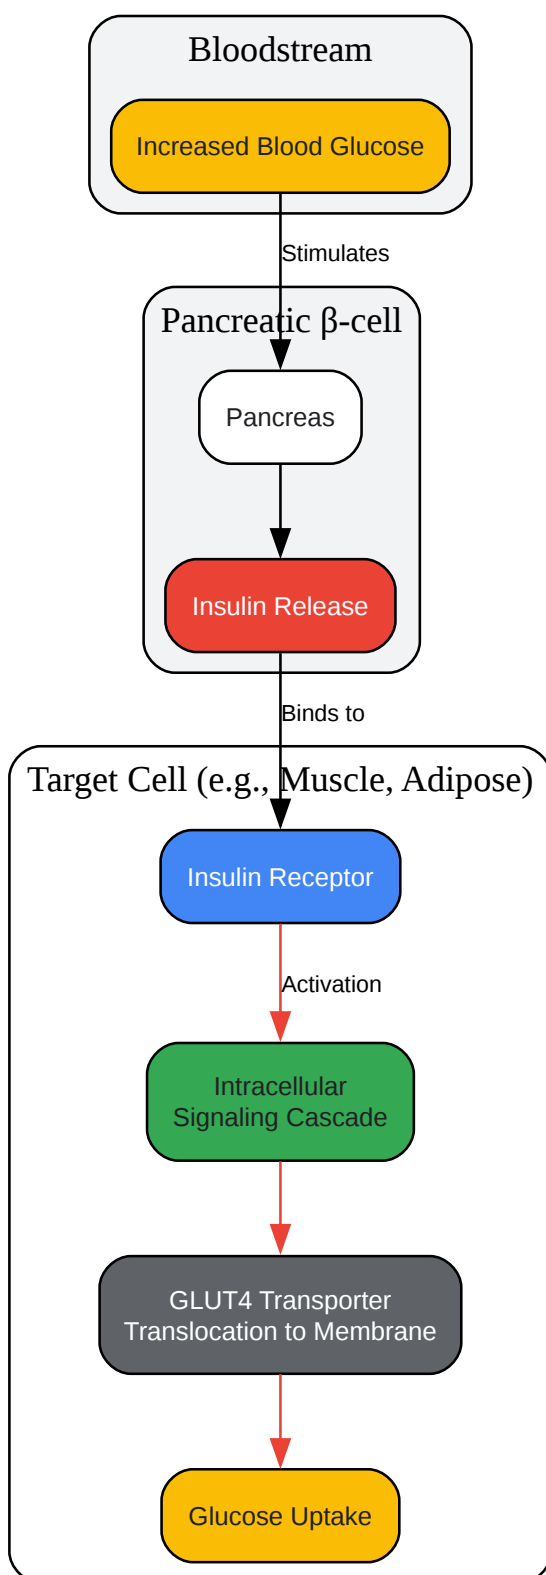 Bloodstream
Increased Blood Glucose
Stimulates
Pancreatic β-cell
Pancreas
Insulin Release
Binds to
Target Cell (e.g., Muscle, Adipose)
Insulin Receptor
Activation
Intracellular
Signaling Cascade
GLUT4 Transporter
Translocation to Membrane
Glucose Uptake